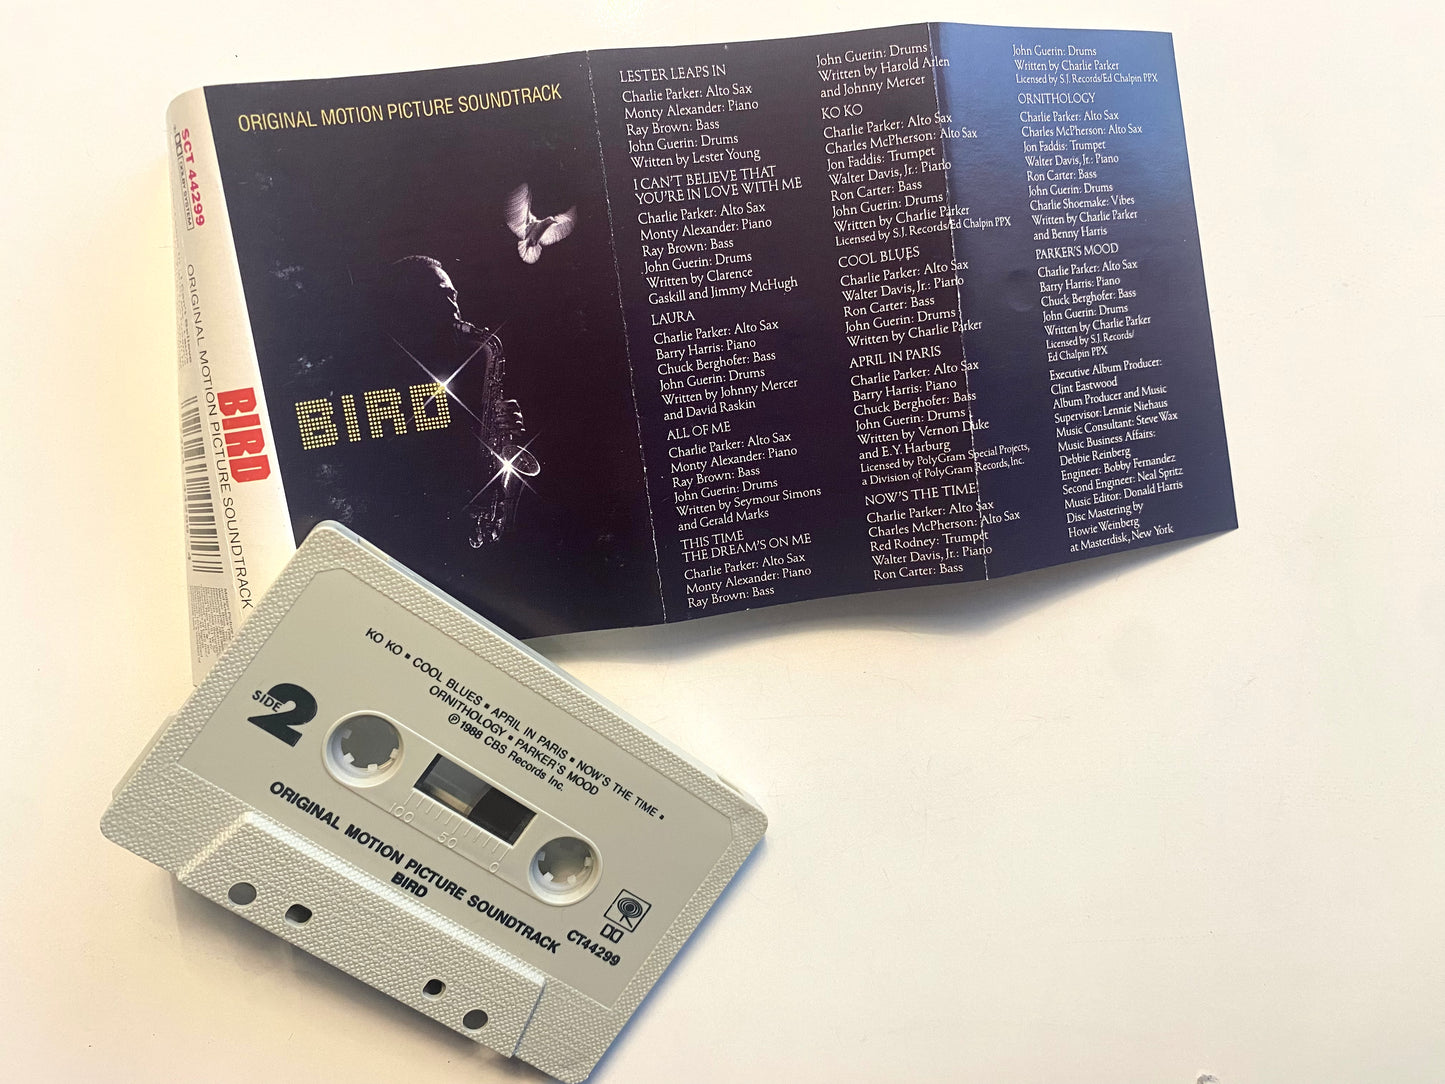 SCT 44299
DOLBY SYSTEM
ORIGINAL MOTION PICTURE SOUNDTRACK
BIRD
ORIGINAL MOTION PICTURE SOUNDTRACK
BIRD
LESTER LEAPS IN
Charlie Parker: Alto Sax
Monty Alexander: Piano
Ray Brown: Bass
John Guerin: Drums
Written by Lester Young
I CAN'T BELIEVE THAT
YOU'RE IN LOVE WITH ME
Charlie Parker: Alto Sax
Monty Alexander: Piano
Ray Brown: Bass
John Guerin: Drums
Written by Clarence
Gaskill and Jimmy McHugh
LAURA
Charlie Parker: Alto Sax
Barry Harris: Piano
Chuck Berghofer: Bass
John Guerin: Drums
Written by Johnny Mercer
and David Raskin
ALL OF ME
Charlie Parker: Alto Sax
Monty Alexander: Piano
Ray Brown: Bass
John Guerin: Drums
Written by Seymour Simons
and Gerald Marks
THIS TIME
THE DREAM'S ON ME
Charlie Parker: Alto Sax
Monty Alexander: Piano
Ray Brown: Bass
John Guerin: Drums
Written by Harold Arlen
and Johnny Mercer
KO KO
Charlie Parker: Alto Sax
Charles McPherson: Alto Sax
Jon Faddis: Trumpet
Walter Davis, Jr.: Piano
Ron Carter: Bass
John Guerin: Drums
Written by Charlie Parker
Licensed by S.J. Records/Ed Chalpin PPX
COOL BLUES
Charlie Parker: Alto Sax
Walter Davis, Jr.: Piano
Ron Carter: Bass
John Guerin: Drums
Written by Charlie Parker
APRIL IN PARIS
Charlie Parker: Alto Sax
Barry Harris: Piano
Chuck Berghofer: Bass
John Guerin: Drums
Written by Vernon Duke
and E.Y. Harburg
Licensed by PolyGram Special Projects,
a Division of PolyGram Records, Inc.
NOW'S THE TIME
Charlie Parker: Alto Sax
Charles McPherson: Alto Sax
Red Rodney: Trumpet
Walter Davis, Jr.: Piano
Ron Carter: Bass
John Guerin: Drums
Written by Charlie Parker
Licensed by S.J. Records/Ed Chalpin PPX
ORNITHOLOGY
Charlie Parker: Alto Sax
Charles McPherson: Alto Sax
Jon Faddis: Trumpet
Walter Davis, Jr.: Piano
Ron Carter: Bass
John Guerin: Drums
Charlie Shoemake: Vibes
Written by Charlie Parker
and Benny Harris
PARKER'S MOOD
Charlie Parker: Alto Sax
Barry Harris: Piano
Chuck Berghofer: Bass
John Guerin: Drums
Written by Charlie Parker
Licensed by S.J. Records/
Ed Chalpin PPX
Executive Album Producer:
Clint Eastwood
Album Producer and Music
Supervisor: Lennie Niehaus
Music Consultant: Steve Wax
Music Business Affairs:
Debbie Reinberg
Engineer: Bobby Fernandez
Second Engineer: Neal Spritz
Music Editor: Donald Harris
Disc Mastering by
Howie Weinberg
at Masterdisk, New York
SIDE 2
KO KO ▪ COOL BLUES ▪ APRIL IN PARIS ▪ NOW'S THE TIME ▪
ORNITHOLOGY ▪ PARKER'S MOOD
℗ 1988 CBS Records Inc.
100 50 0
ORIGINAL MOTION PICTURE SOUNDTRACK
BIRD
CT44299